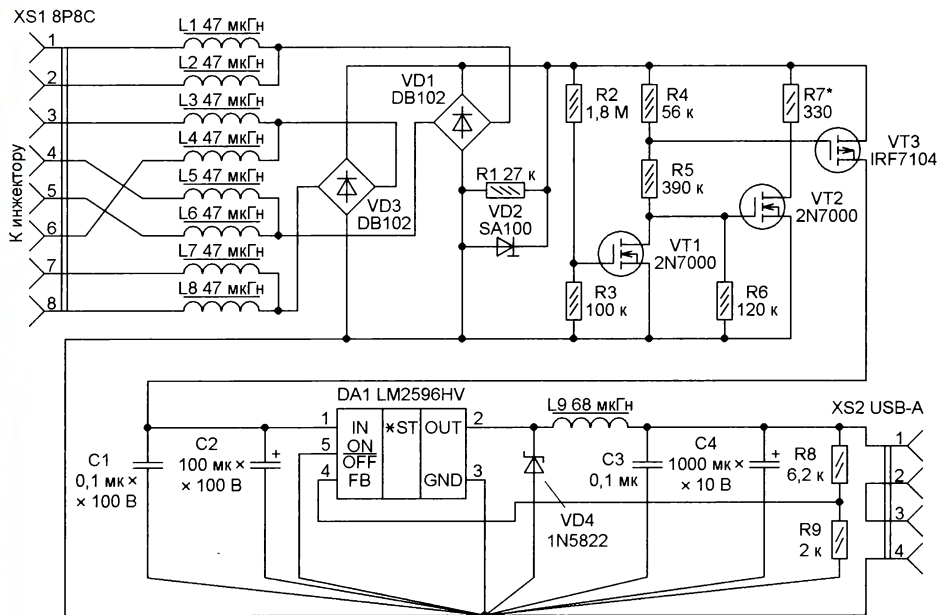 XS1 8P8C
К инжектору
1
2
3
4
5
6
7
8
L1 47 мкГн
L2 47 мкГн
L3 47 мкГн
L4 47 мкГн
L5 47 мкГн
L6 47 мкГн
L7 47 мкГн
L8 47 мкГн
VD1
DB102
VD3
DB102
R1 27 к
VD2
SA100
R2
1,8 М
R3
100 к
R4
56 к
R5
390 к
VT1
2N7000
R6
120 к
R7*
330
VT2
2N7000
VT3
IRF7104
C1
0,1 мк ×
× 100 В
C2
100 мк ×
× 100 В
+
DA1 LM2596HV
1
5
4
IN
ON
OFF
FB
*ST
OUT
GND
2
3
VD4
1N5822
L9 68 мкГн
C3
0,1 мк
C4
1000 мк ×
× 10 В
+
R8
6,2 к
R9
2 к
XS2 USB-A
1
2
3
4